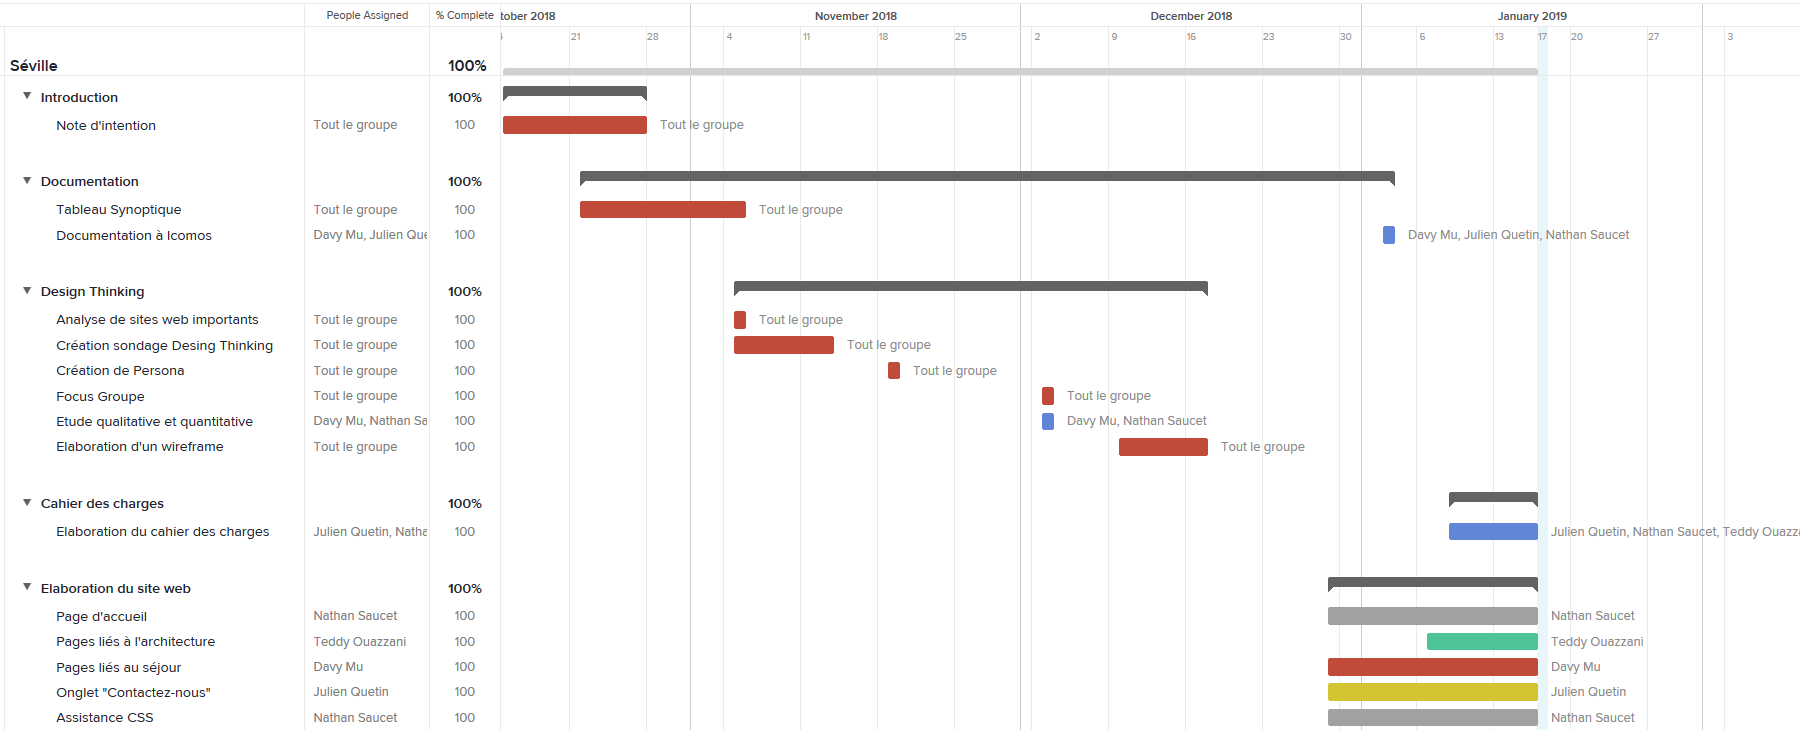 People Assigned % Complete tober 2018 November 2018 December 2018 January 2019
21 28 4 11 18 25 2 9 16 23 30 6 13 17 20 27 3
Séville 100%
Introduction 100%
Note d'intention Tout le groupe 100 Tout le groupe
Documentation 100%
Tableau Synoptique Tout le groupe 100 Tout le groupe
Documentation à Icomos Davy Mu, Julien Que 100 Davy Mu, Julien Quetin, Nathan Saucet
Design Thinking 100%
Analyse de sites web importants Tout le groupe 100 Tout le groupe
Création sondage Desing Thinking Tout le groupe 100 Tout le groupe
Création de Persona Tout le groupe 100 Tout le groupe
Focus Groupe Tout le groupe 100 Tout le groupe
Etude qualitative et quantitative Davy Mu, Nathan Sa 100 Davy Mu, Nathan Saucet
Elaboration d'un wireframe Tout le groupe 100 Tout le groupe
Cahier des charges 100%
Elaboration du cahier des charges Julien Quetin, Natha 100 Julien Quetin, Nathan Saucet, Teddy Ouazza
Elaboration du site web 100%
Page d'accueil Nathan Saucet 100 Nathan Saucet
Pages liés à l'architecture Teddy Ouazzani 100 Teddy Ouazzani
Pages liés au séjour Davy Mu 100 Davy Mu
Onglet "Contactez-nous" Julien Quetin 100 Julien Quetin
Assistance CSS Nathan Saucet 100 Nathan Saucet